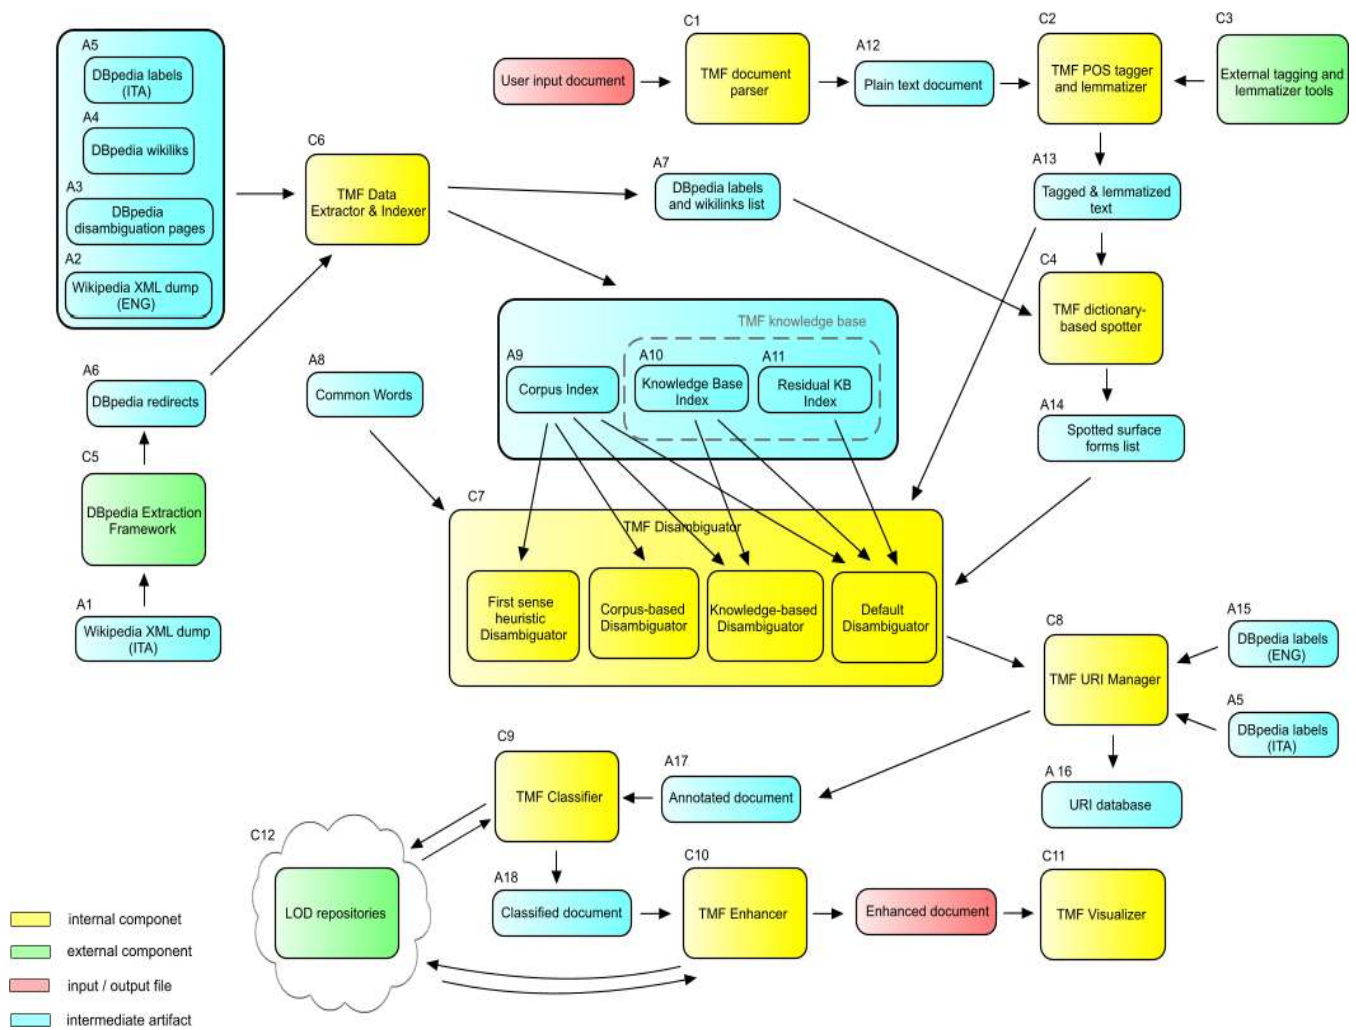 C1
C2
C3
A5
DBpedia labels
(ITA)
A12
User input document
TMF document
parser
Plain text document
TMF POS tagger
and lemmatizer
External tagging and
lemmatizer tools
A4
DBpedia wikiliks
C6
A7
A13
A3
DBpedia
disambiguation pages
TMF Data
Extractor & Indexer
DBpedia labels
and wikilinks list
Tagged & lemmatized
text
A2
Wikipedia XML dump
(ENG)
C4
TMF dictionary-
based spotter
TMF knowledge base
A6
DBpedia redirects
A8
Common Words
A9
Corpus Index
A10
Knowledge Base
Index
A11
Residual KB
Index
A14
Spotted surface
forms list
C5
DBpedia Extraction
Framework
C7
TMF Disambiguator
First sense
heuristic
Disambiguator
Corpus-based
Disambiguator
Knowledge-based
Disambiguator
Default
Disambiguator
A1
Wikipedia XML dump
(ITA)
A15
DBpedia labels
(ENG)
C8
TMF URI Manager
A5
DBpedia labels
(ITA)
C9
TMF Classifier
A17
Annotated document
A 16
URI database
C12
LOD repositories
A18
Classified document
C10
TMF Enhancer
Enhanced document
C11
TMF Visualizer
internal componet
external component
input / output file
intermediate artifact